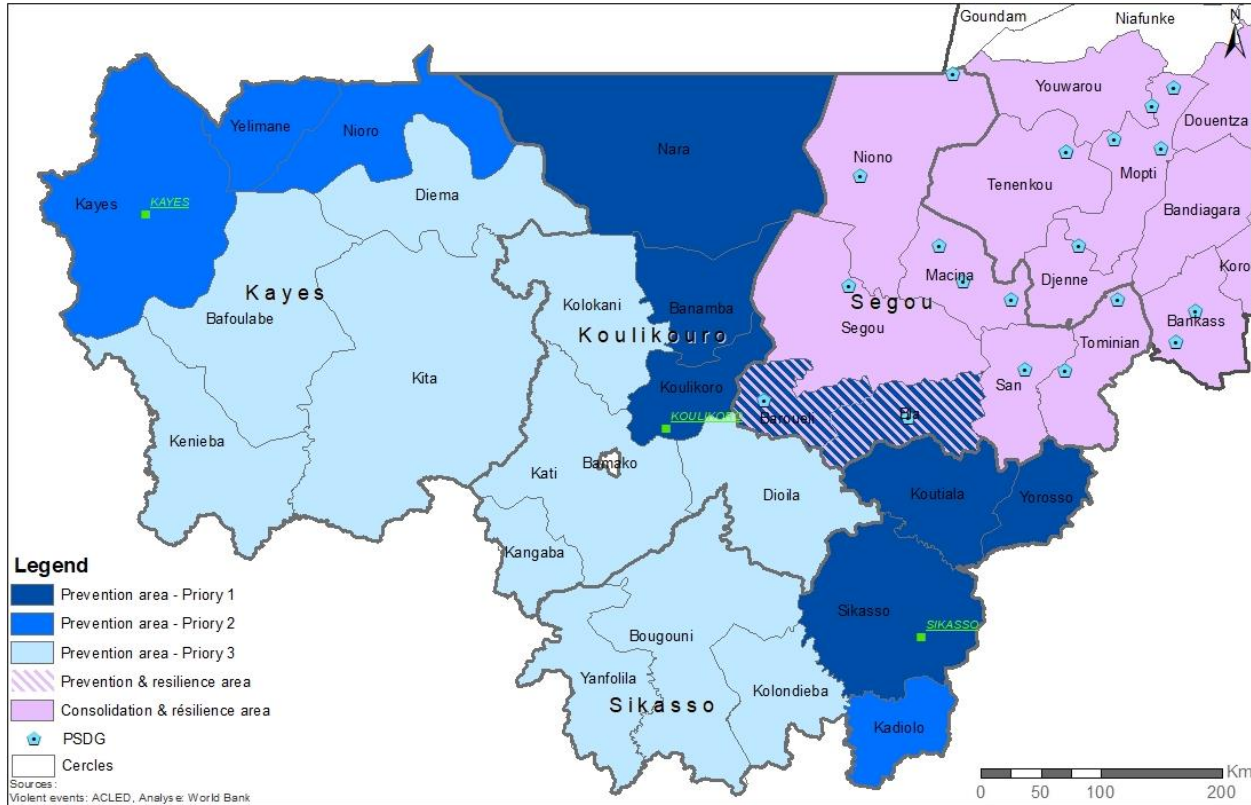 Goundam
Niafunke
N
Youwarou
Douentza
Yelimane
Nioro
Nara
Niono
Tenenkou
Mopti
Diema
Kayes
KAYES
Bandiagara
Koro
Macina
Djenne
Kayes
Kolokani
Banamba
Segou
Bafoulabe
Koulikouro
Segou
Bankass
Tominian
Kita
Koulikoro
San
KOULIKORO
Baroueli
Bla
Kenieba
Bamako
Kati
Dioila
Koutiala
Yorosso
Kangaba
Sikasso
SIKASSO
Bougouni
Yanfolila
Kolondieba
Sikasso
Kadiolo
Legend
Prevention area - Priory 1
Prevention area - Priory 2
Prevention area - Priory 3
Prevention & resilience area
Consolidation & résilience area
PSDG
Cercles
Sources:
Violent events: ACLED, Analyse: World Bank
Km
0 50 100 200